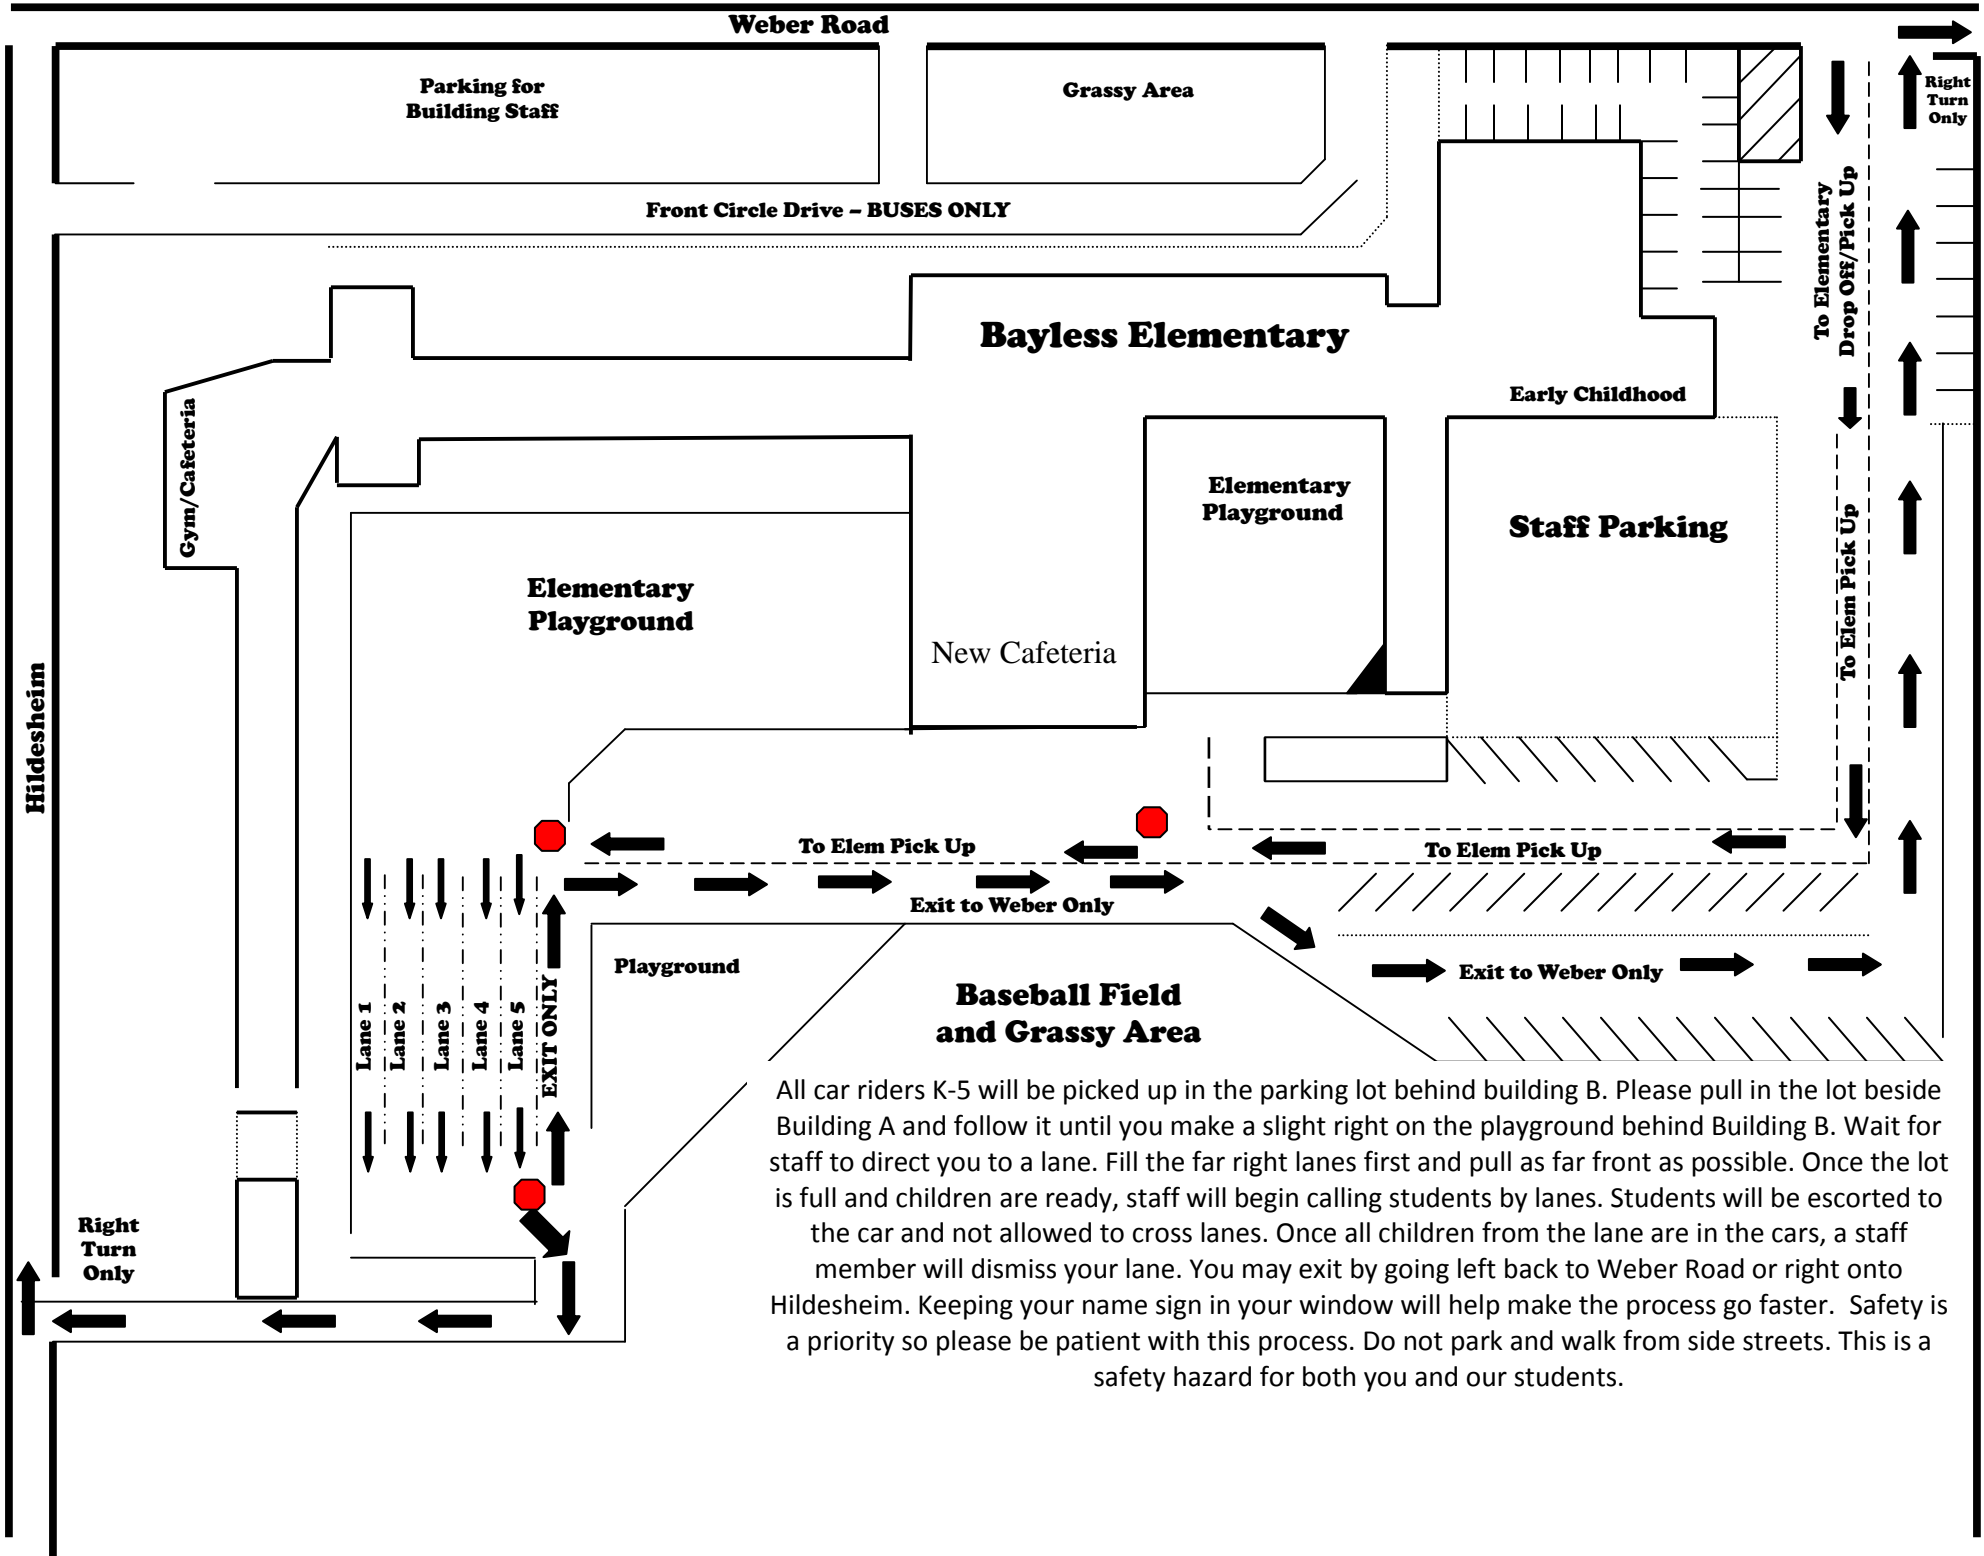 Weber Road
Parking for
Building Staff
Grassy Area
Right
Turn
Only
Front Circle Drive – BUSES ONLY
To Elementary
Drop Off/Pick Up
Bayless Elementary
Early Childhood
Gym/Cafeteria
Elementary
Playground
Staff Parking
To Elem Pick Up
Elementary
Playground
New Cafeteria
Hildesheim
To Elem Pick Up
To Elem Pick Up
Exit to Weber Only
Playground
Exit to Weber Only
Baseball Field
and Grassy Area
Lane 1
Lane 2
Lane 3
Lane 4
Lane 5
EXIT ONLY
All car riders K-5 will be picked up in the parking lot behind building B. Please pull in the lot beside
Building A and follow it until you make a slight right on the playground behind Building B. Wait for
staff to direct you to a lane. Fill the far right lanes first and pull as far front as possible. Once the lot
is full and children are ready, staff will begin calling students by lanes. Students will be escorted to
the car and not allowed to cross lanes. Once all children from the lane are in the cars, a staff
member will dismiss your lane. You may exit by going left back to Weber Road or right onto
Hildesheim. Keeping your name sign in your window will help make the process go faster.  Safety is
a priority so please be patient with this process. Do not park and walk from side streets. This is a
safety hazard for both you and our students.
Right
Turn
Only